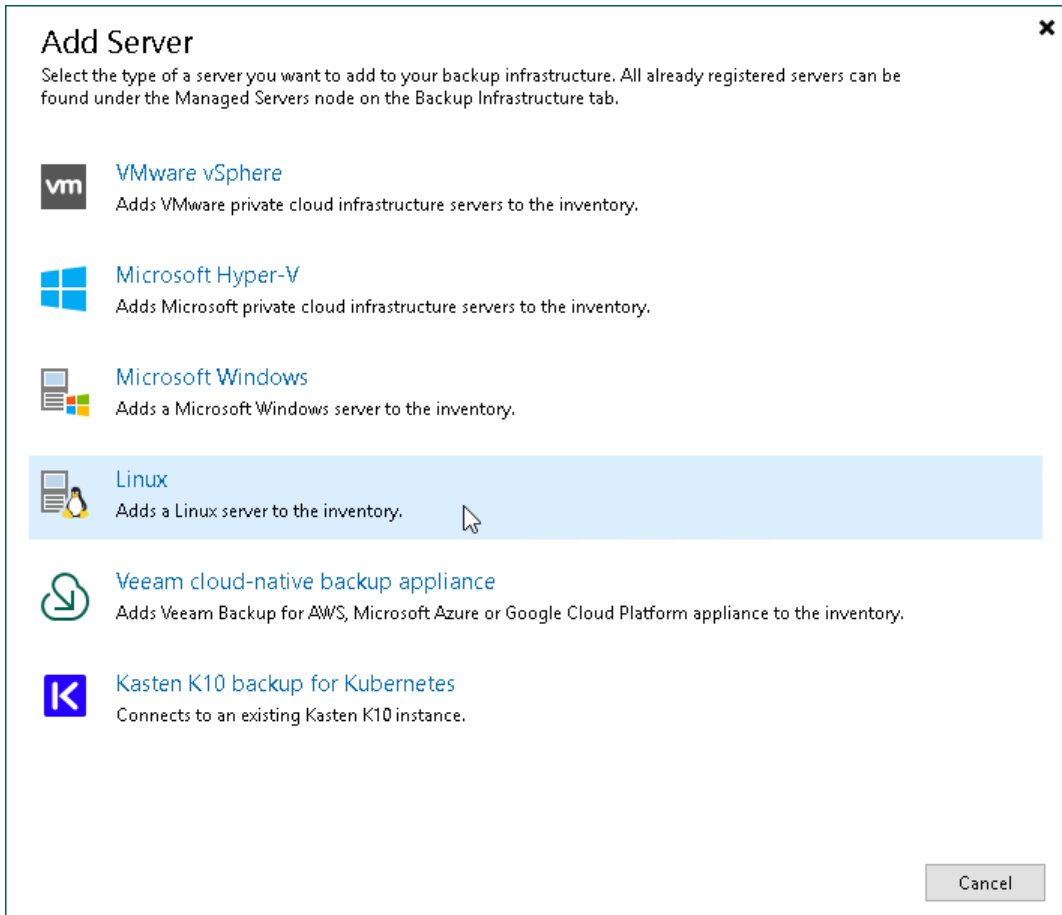 Add Server
Select the type of a server you want to add to your backup infrastructure. All already registered servers can be
found under the Managed Servers node on the Backup Infrastructure tab.
vm
VMware vSphere
Adds VMware private cloud infrastructure servers to the inventory.
Microsoft Hyper-V
Adds Microsoft private cloud infrastructure servers to the inventory.
Microsoft Windows
Adds a Microsoft Windows server to the inventory.
Linux
Adds a Linux server to the inventory.
Veeam cloud-native backup appliance
Adds Veeam Backup for AWS, Microsoft Azure or Google Cloud Platform appliance to the inventory.
K
Kasten K10 backup for Kubernetes
Connects to an existing Kasten K10 instance.
Cancel